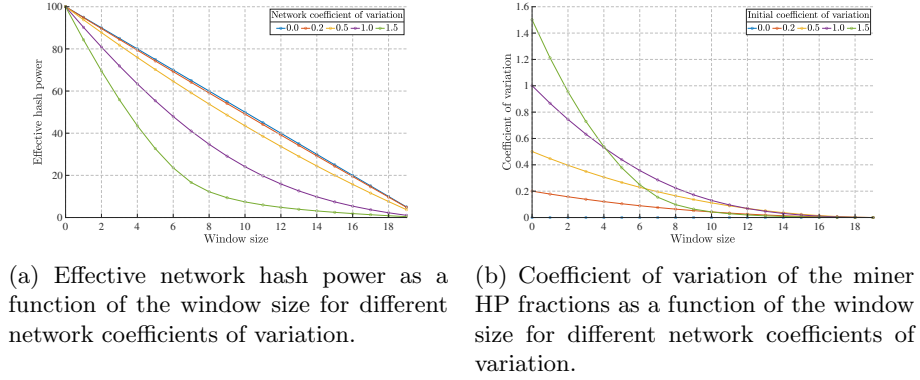 Network coefficient of variation
0.0 0.2 0.5 1.0 1.5
Effective hash power
100
80
60
40
20
0
0 2 4 6 8 10 12 14 16 18
Window size
Initial coefficient of variation
0.0 0.2 0.5 1.0 1.5
Coefficient of variation
1.6
1.4
1.2
1
0.8
0.6
0.4
0.2
0
0 2 4 6 8 10 12 14 16 18
Window size
(a) Effective network hash power as a
function of the window size for different
network coefficients of variation.
(b) Coefficient of variation of the miner
HP fractions as a function of the window
size for different network coefficients of
variation.